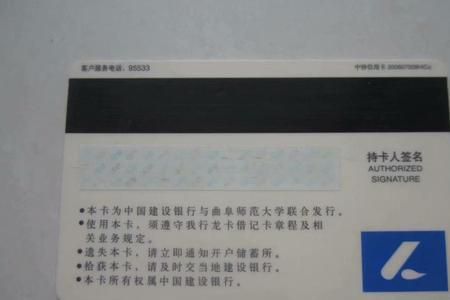 客户服务电话：95533
持卡人签名
AUTHORIZED
SIGNATURE
●本卡为中国建设银行与曲阜师范大学联合发行。
●使用本卡，须遵守我行龙卡借记卡章程及相
关业务规定。
●遗失本卡，请立即通知开户储蓄所。
●拾获本卡，请及时交当地建设银行。
●本卡所有权属中国建设银行。